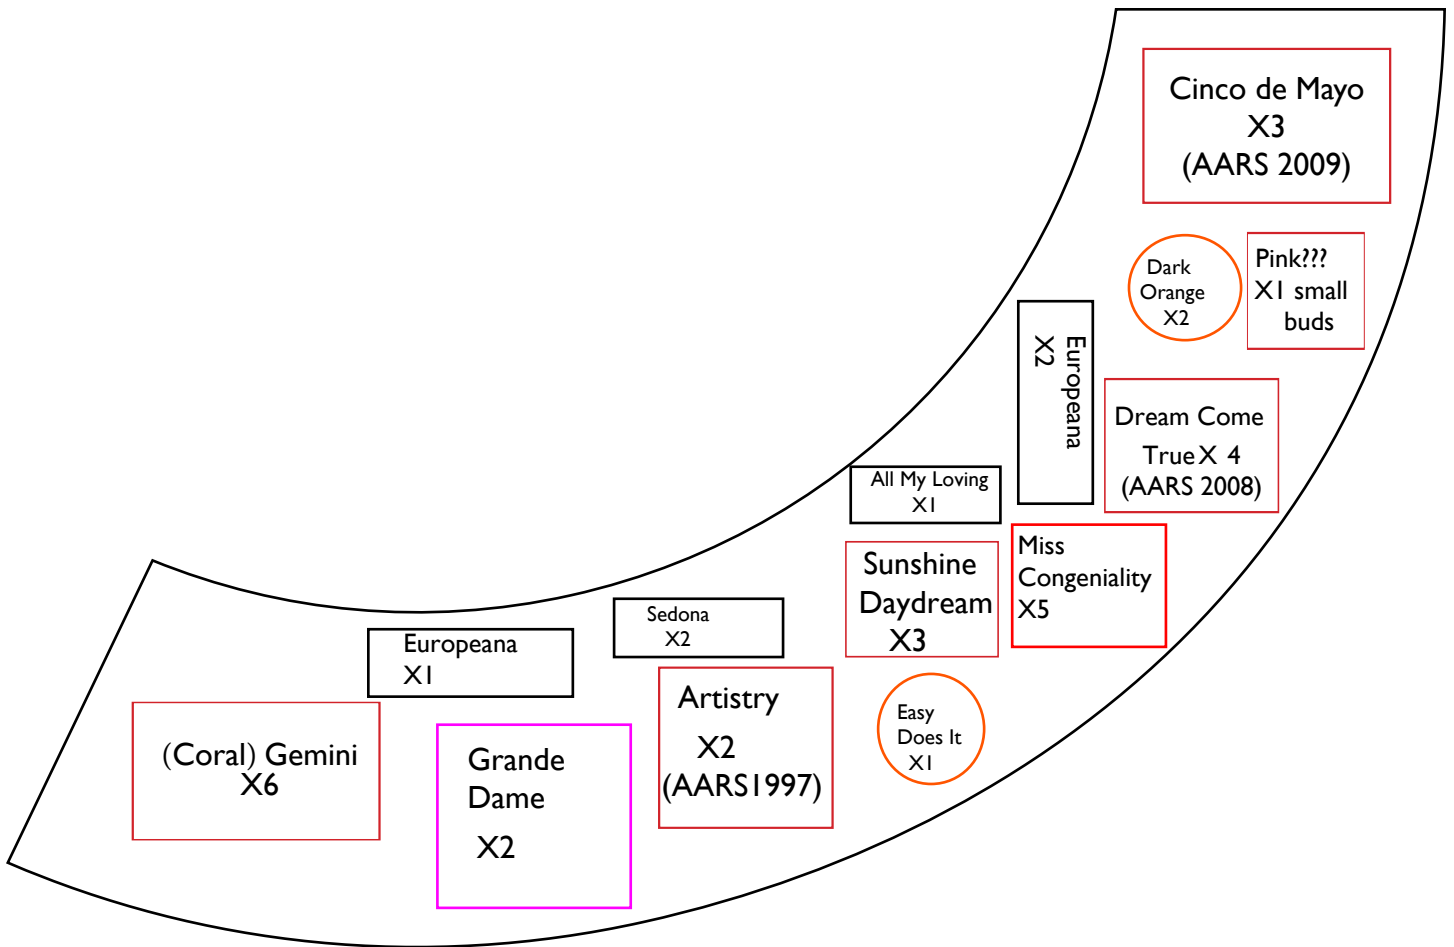 Cinco de Mayo
X3
(AARS 2009)
Dark
Orange
X2
Pink???
X1 small
buds
Europeana
X2
Dream Come
True X 4
(AARS 2008)
All My Loving
X1
Miss
Congeniality
X5
Sunshine
Daydream
X3
Sedona
X2
Europeana
X1
Artistry
X2
(AARS1997)
Easy
Does It
X1
(Coral) Gemini
X6
Grande
Dame
X2